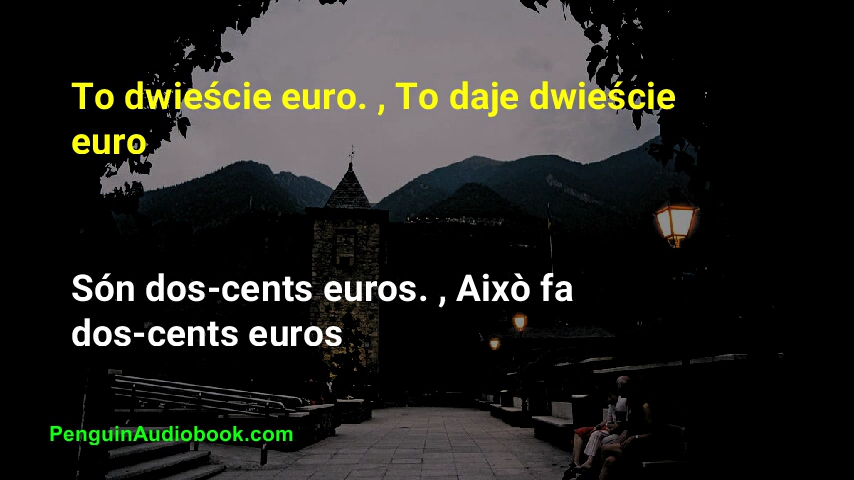 To dwieście euro. , To daje dwieście
euro
Són dos-cents euros. , Això fa
dos-cents euros
PenguinAudiobook.com